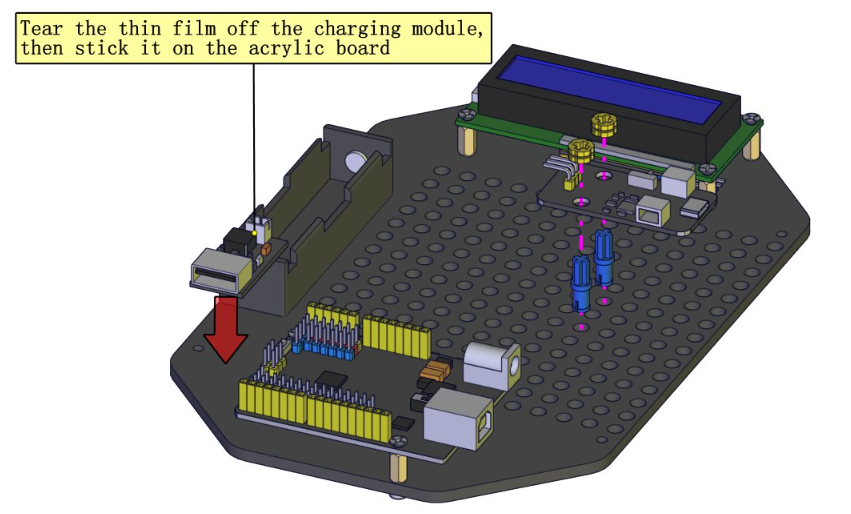 Tear the thin film off the charging module,
then stick it on the acrylic board